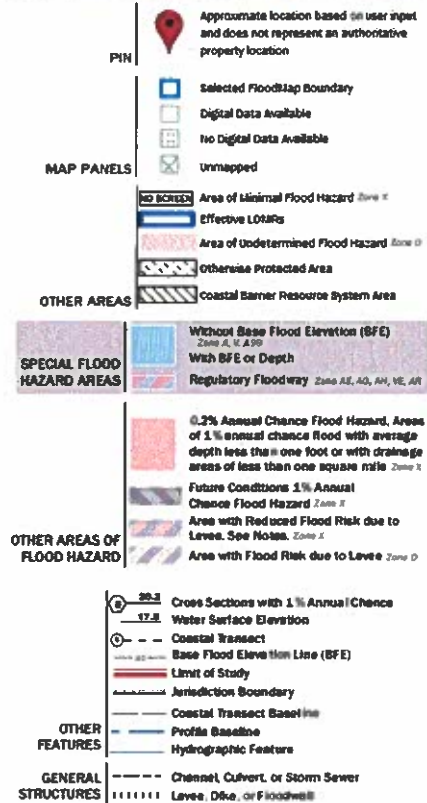 Approximate location based on user input
and does not represent an authoritative
property location
PIN
Selected FloodMap Boundary
Digital Data Available
No Digital Data Available
Unmapped
MAP PANELS
NO SCREEN Area of Minimal Flood Hazard Zone X
Effective LOMRs
Area of Undetermined Flood Hazard Zone D
Otherwise Protected Area
Coastal Barrier Resource System Area
OTHER AREAS
Without Base Flood Elevation (BFE)
Zone A, V, A99
With BFE or Depth
Regulatory Floodway Zone AE, AO, AH, VE, AR
SPECIAL FLOOD
HAZARD AREAS
0.2% Annual Chance Flood Hazard, Areas
of 1% annual chance flood with average
depth less than one foot or with drainage
areas of less than one square mile Zone X
Future Conditions 1% Annual
Chance Flood Hazard Zone X
Area with Reduced Flood Risk due to
Levee. See Notes. Zone X
Area with Flood Risk due to Levee Zone D
OTHER AREAS OF
FLOOD HAZARD
20.2 Cross Sections with 1% Annual Chance
17.5 Water Surface Elevation
Coastal Transect
Base Flood Elevation Line (BFE)
Limit of Study
Jurisdiction Boundary
Coastal Transect Baseline
Profile Baseline
Hydrographic Feature
OTHER
FEATURES
Channel, Culvert, or Storm Sewer
Levee, Dike, or Floodwall
GENERAL
STRUCTURES